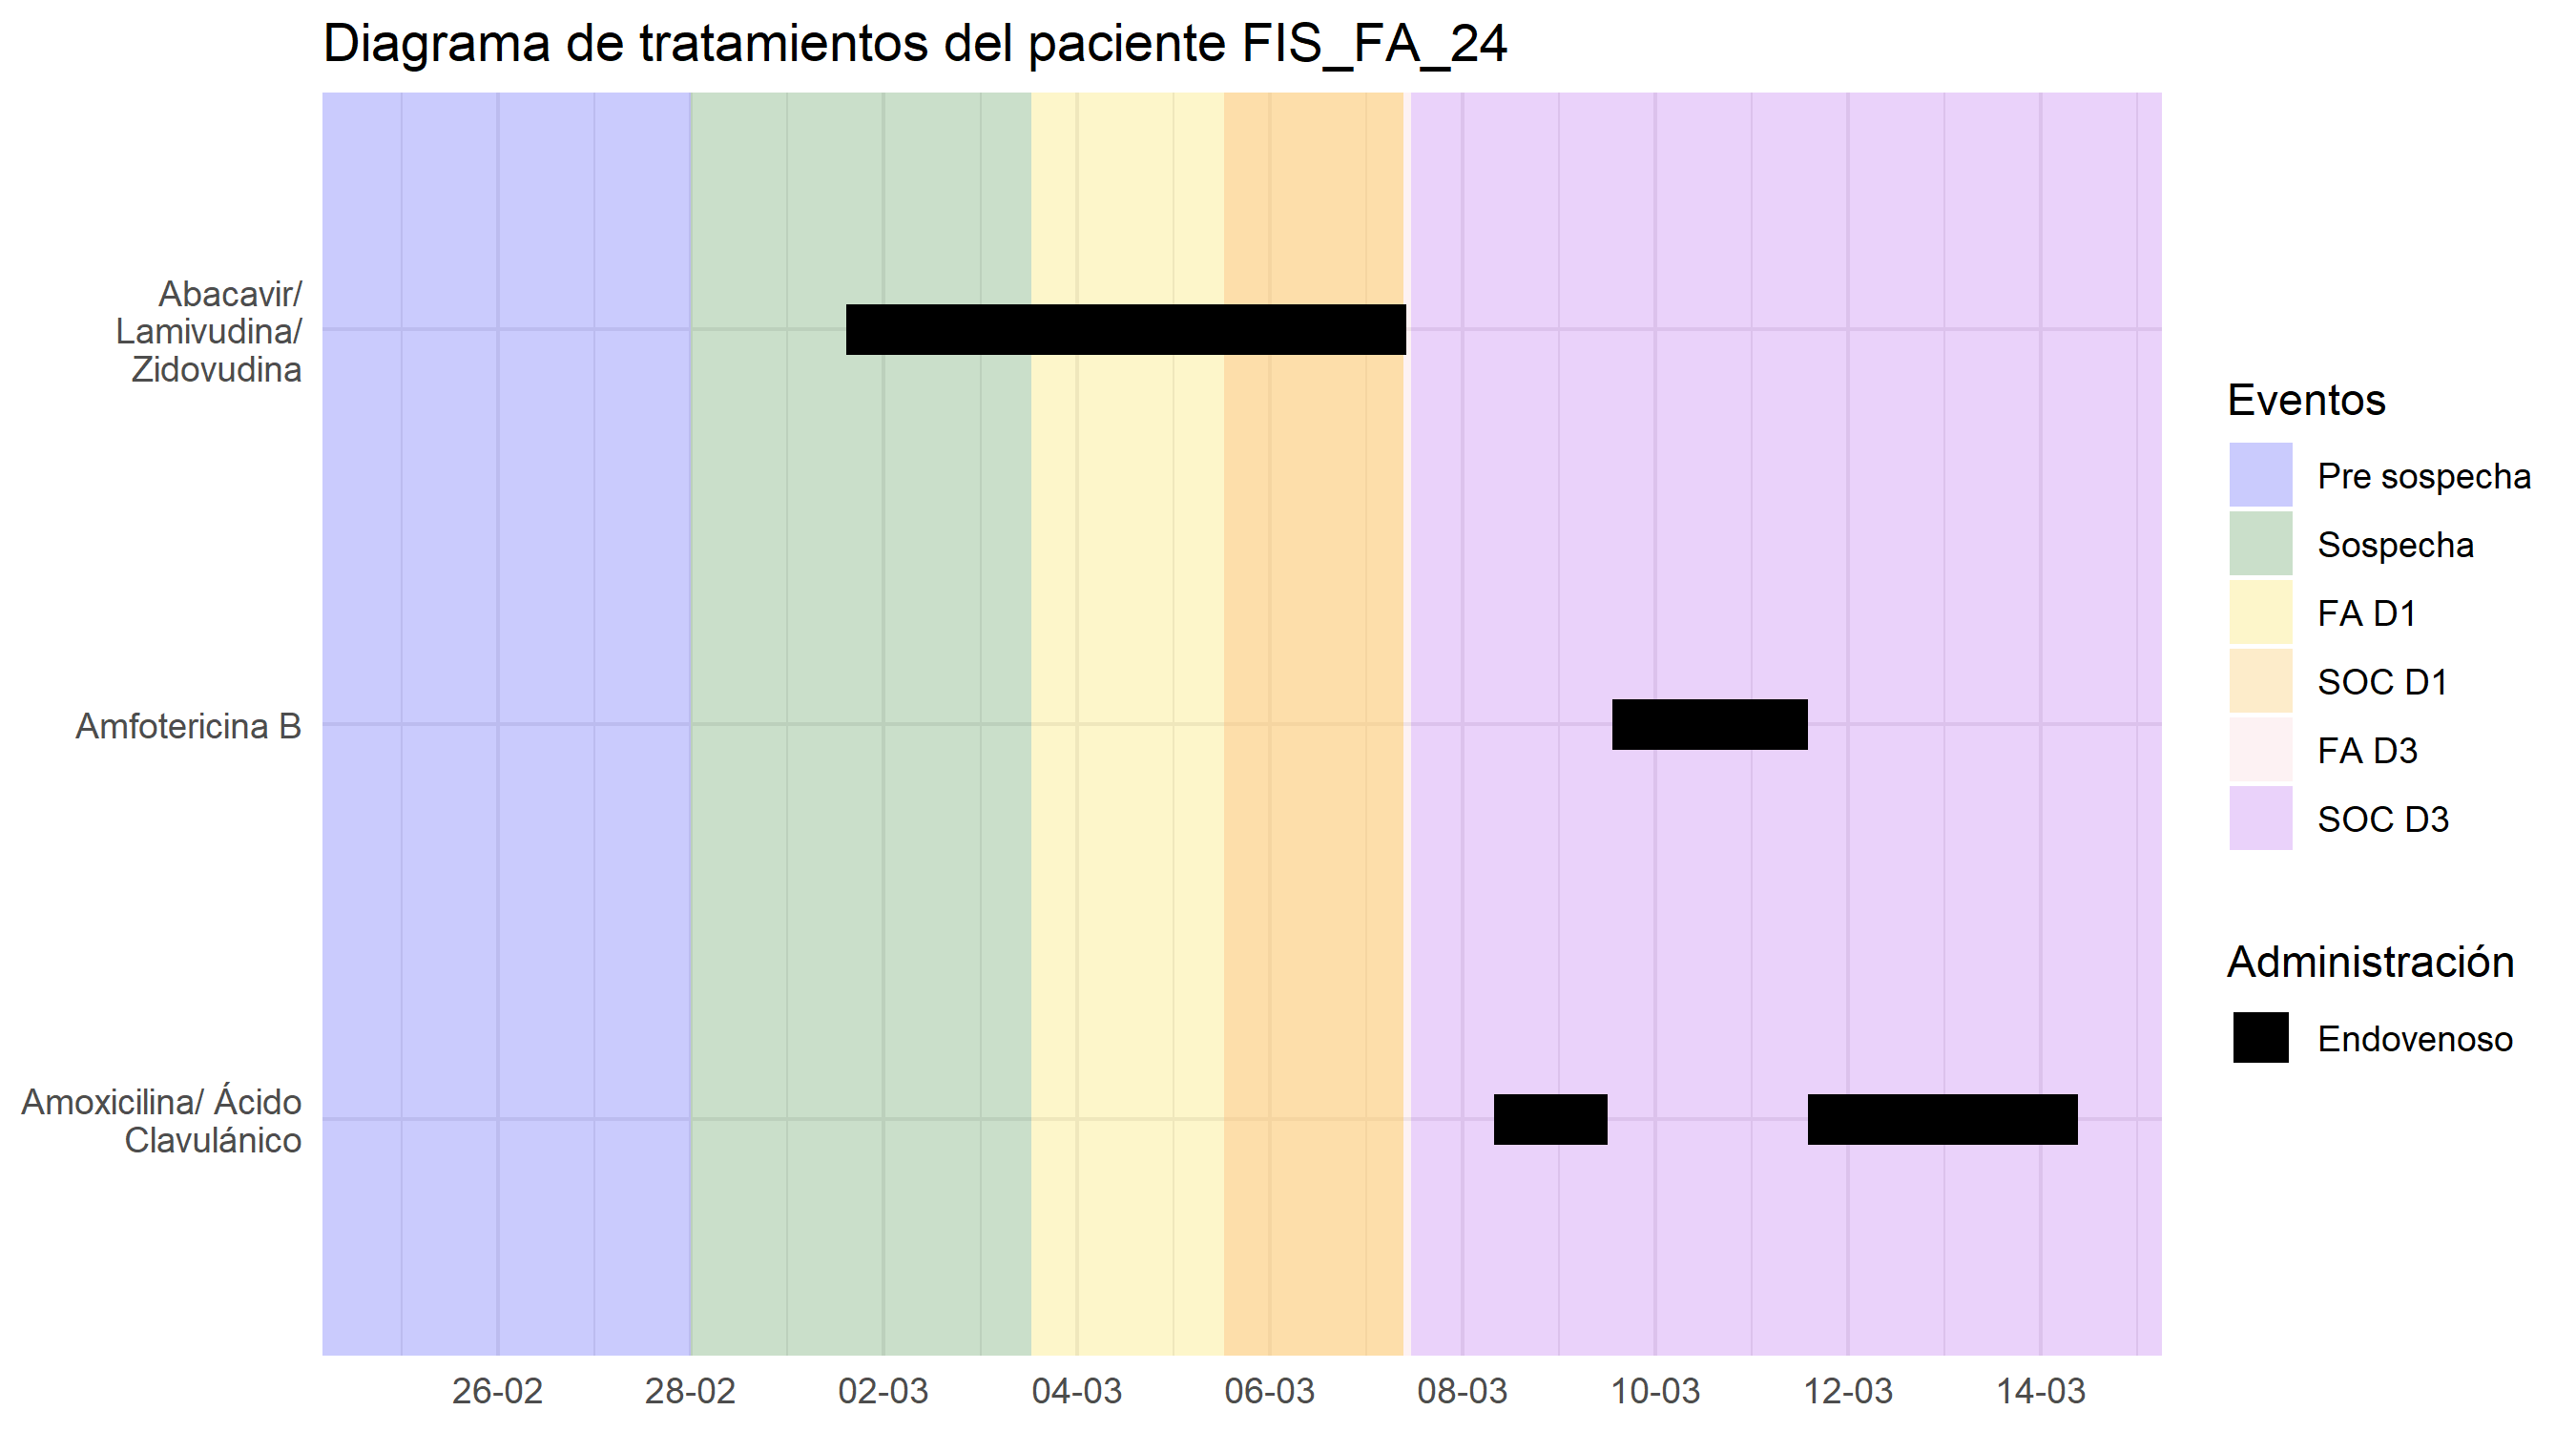 Diagrama de tratamientos del paciente FIS_FA_24
Abacavir/
Lamivudina/
Zidovudina
Amfotericina B
Amoxicilina/ Ácido
Clavulánico
26-02
28-02
02-03
04-03
06-03
08-03
10-03
12-03
14-03
Eventos
Pre sospecha
Sospecha
FA D1
SOC D1
FA D3
SOC D3
Administración
Endovenoso